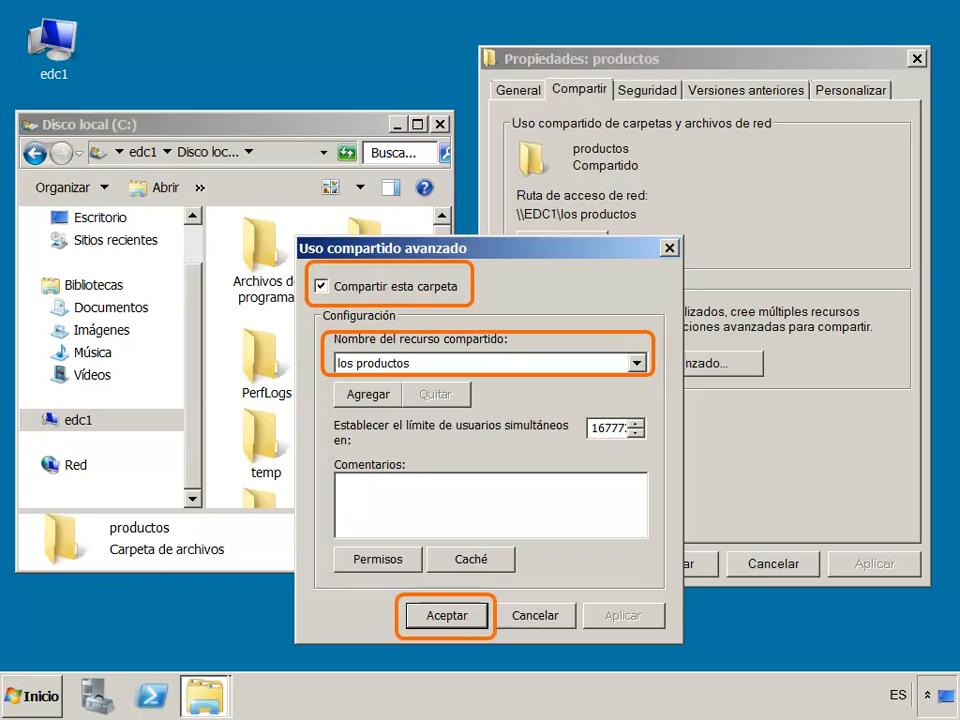 edc1
Propiedades: productos
General
Compartir
Seguridad
Versiones anteriores
Personalizar
Uso compartido de carpetas y archivos de red
productos
Compartido
Ruta de acceso de red:
\\EDC1\los productos
lizados, cree múltiples recursos
ciones avanzadas para compartir.
nzado...
ar
Cancelar
Aplicar
Disco local (C:)
edc1
Disco loc...
Busca...
Organizar
Abrir
»
Escritorio
Sitios recientes
Bibliotecas
Documentos
Imágenes
Música
Vídeos
edc1
Red
Archivos de
programa
PerfLogs
temp
productos
Carpeta de archivos
Uso compartido avanzado
Compartir esta carpeta
Configuración
Nombre del recurso compartido:
los productos
Agregar
Quitar
Establecer el límite de usuarios simultáneos
en:
16777
Comentarios:
Permisos
Caché
Aceptar
Cancelar
Aplicar
Inicio
ES